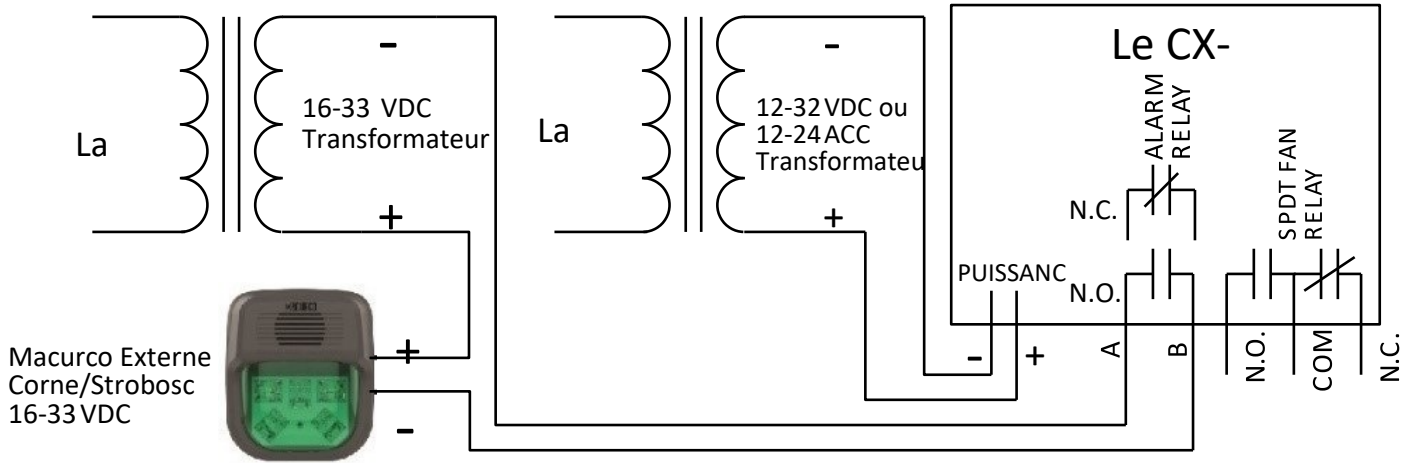 La
-
16-33 VDC
Transformateur
+
La
-
12-32 VDC ou
12-24 ACC
Transformateu
+
Le CX-
ALARM
RELAY
N.C.
SPDT FAN
RELAY
PUISSANC
N.O.
-
+
A
B
N.O.
COM
N.C.
Macurco Externe
Corne/Strobosc
16-33 VDC
+
-